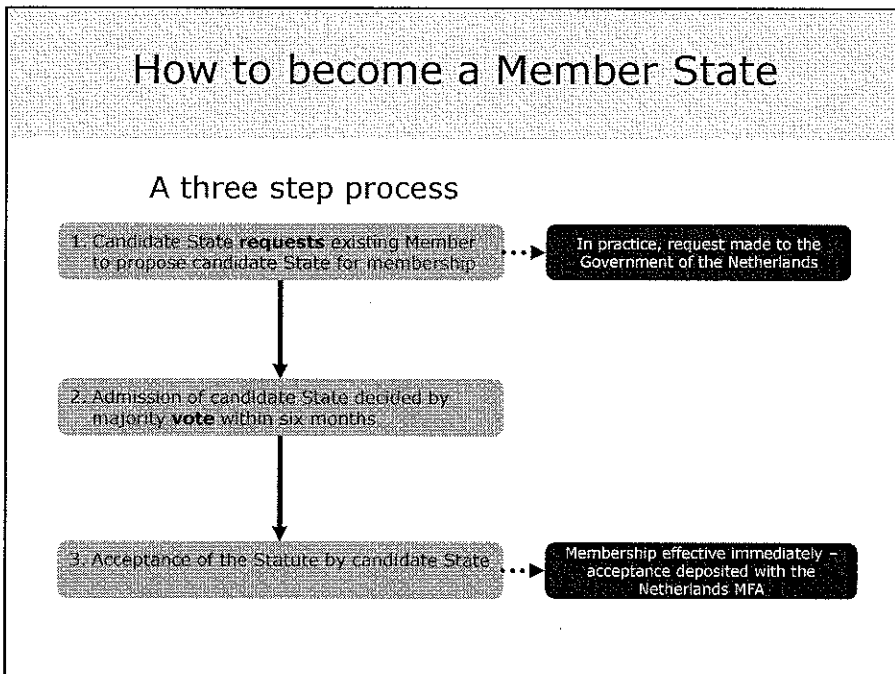 How to become a Member State
A three step process
1. Candidate State requests existing Member
to propose candidate State for membership
In practice, request made to the
Government of the Netherlands
2. Admission of candidate State decided by
majority vote within six months
3. Acceptance of the Statute by candidate State
Membership effective immediately –
acceptance deposited with the
Netherlands MFA